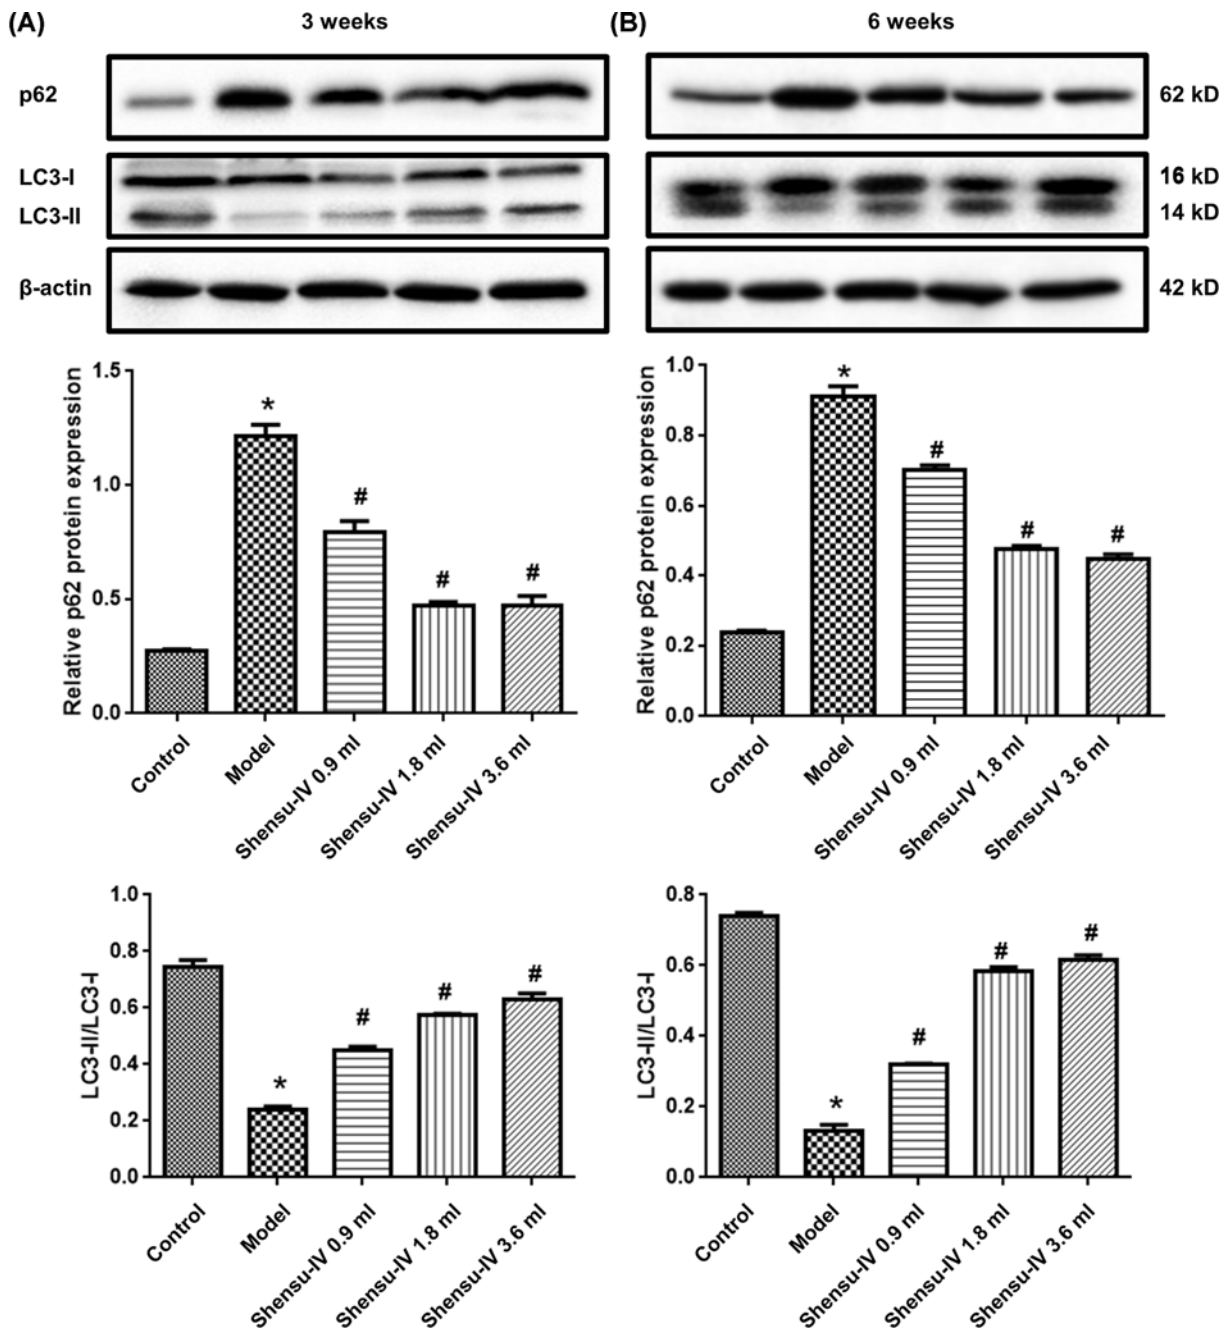 (A)
3 weeks
(B)
6 weeks
p62
62 kD
LC3-I
16 kD
LC3-II
14 kD
β-actin
42 kD
Relative p62 protein expression
1.5
1.0
0.5
0.0
*
#
#
#
Control
Model
Shensu-IV 0.9 ml
Shensu-IV 1.8 ml
Shensu-IV 3.6 ml
Relative p62 protein expression
1.0
0.8
0.6
0.4
0.2
0.0
*
#
#
#
Control
Model
Shensu-IV 0.9 ml
Shensu-IV 1.8 ml
Shensu-IV 3.6 ml
LC3-II/LC3-I
1.0
0.8
0.6
0.4
0.2
0.0
*
#
#
#
Control
Model
Shensu-IV 0.9 ml
Shensu-IV 1.8 ml
Shensu-IV 3.6 ml
LC3-II/LC3-I
0.8
0.6
0.4
0.2
0.0
*
#
#
#
Control
Model
Shensu-IV 0.9 ml
Shensu-IV 1.8 ml
Shensu-IV 3.6 ml